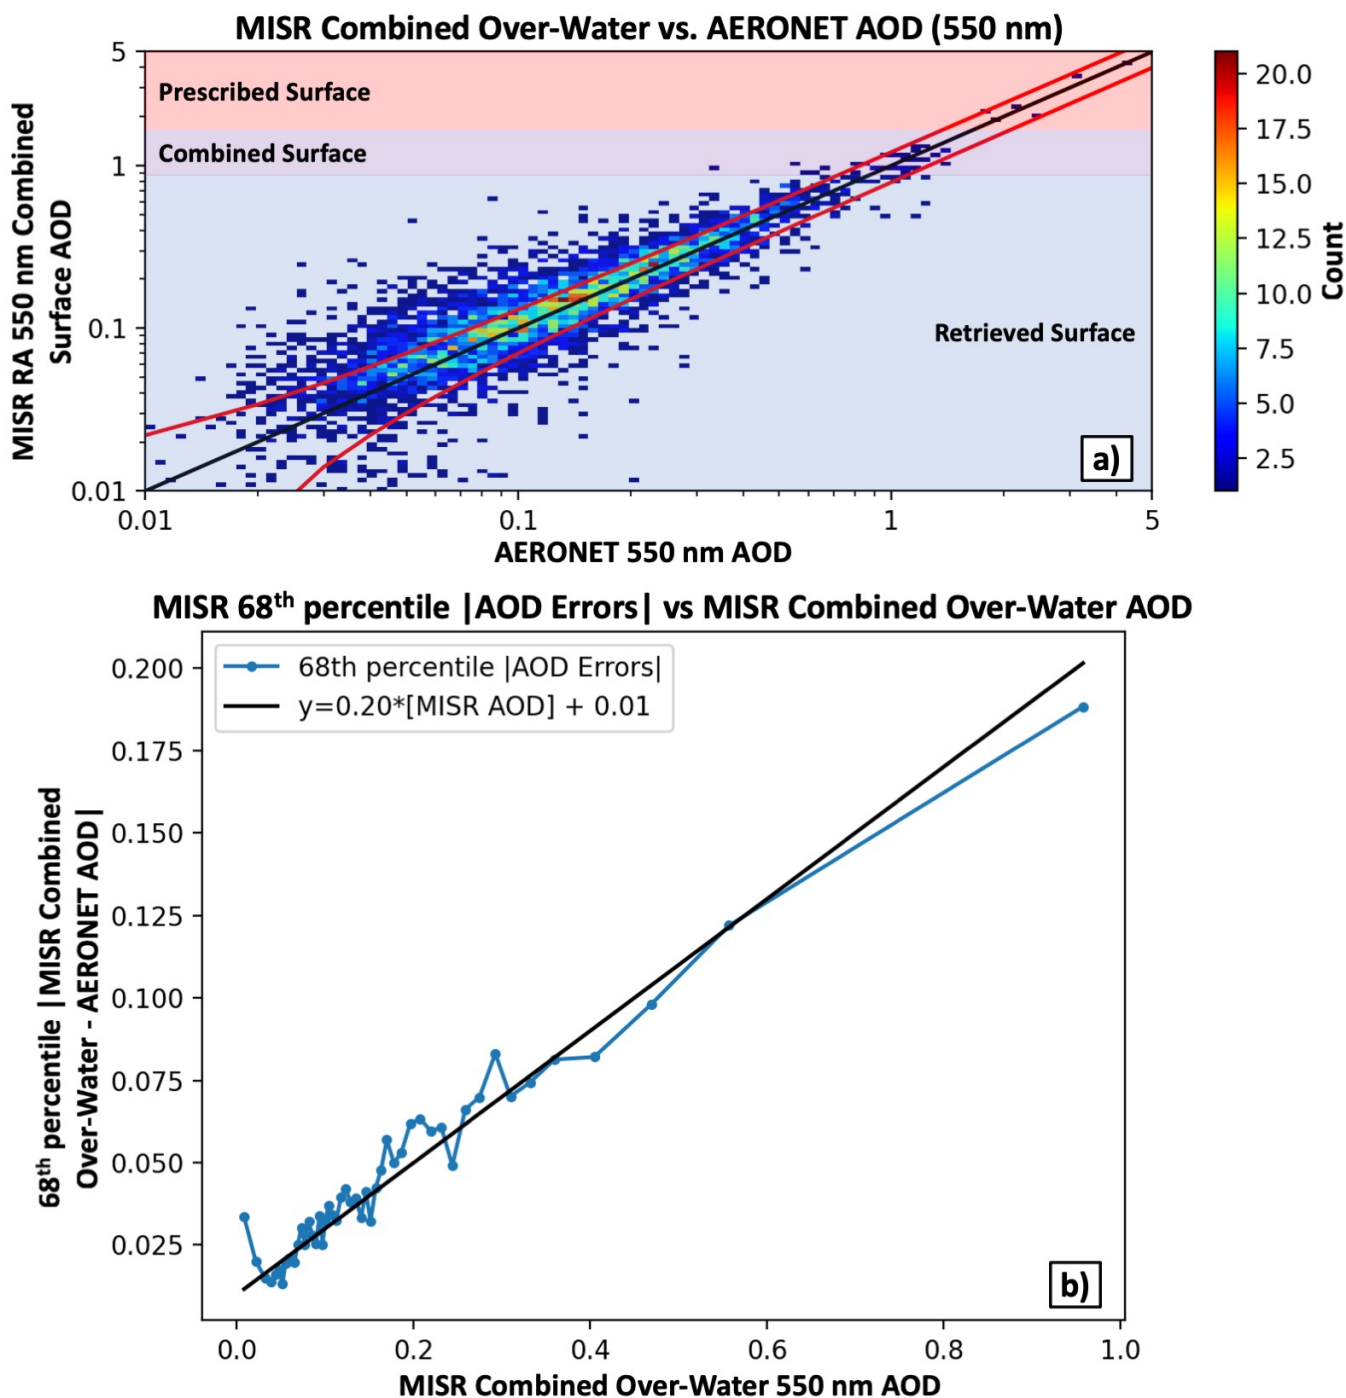 MISR Combined Over-Water vs. AERONET AOD (550 nm)
MISR RA 550 nm Combined
Surface AOD
5
1
0.1
0.01
Prescribed Surface
Combined Surface
Retrieved Surface
a)
0.01
0.1
1
5
AERONET 550 nm AOD
20.0
17.5
15.0
12.5
10.0
7.5
5.0
2.5
Count
MISR 68th percentile |AOD Errors| vs MISR Combined Over-Water AOD
68th percentile |MISR Combined
Over-Water - AERONET AOD|
0.200
0.175
0.150
0.125
0.100
0.075
0.050
0.025
68th percentile |AOD Errors|
y=0.20*[MISR AOD] + 0.01
b)
0.0
0.2
0.4
0.6
0.8
1.0
MISR Combined Over-Water 550 nm AOD